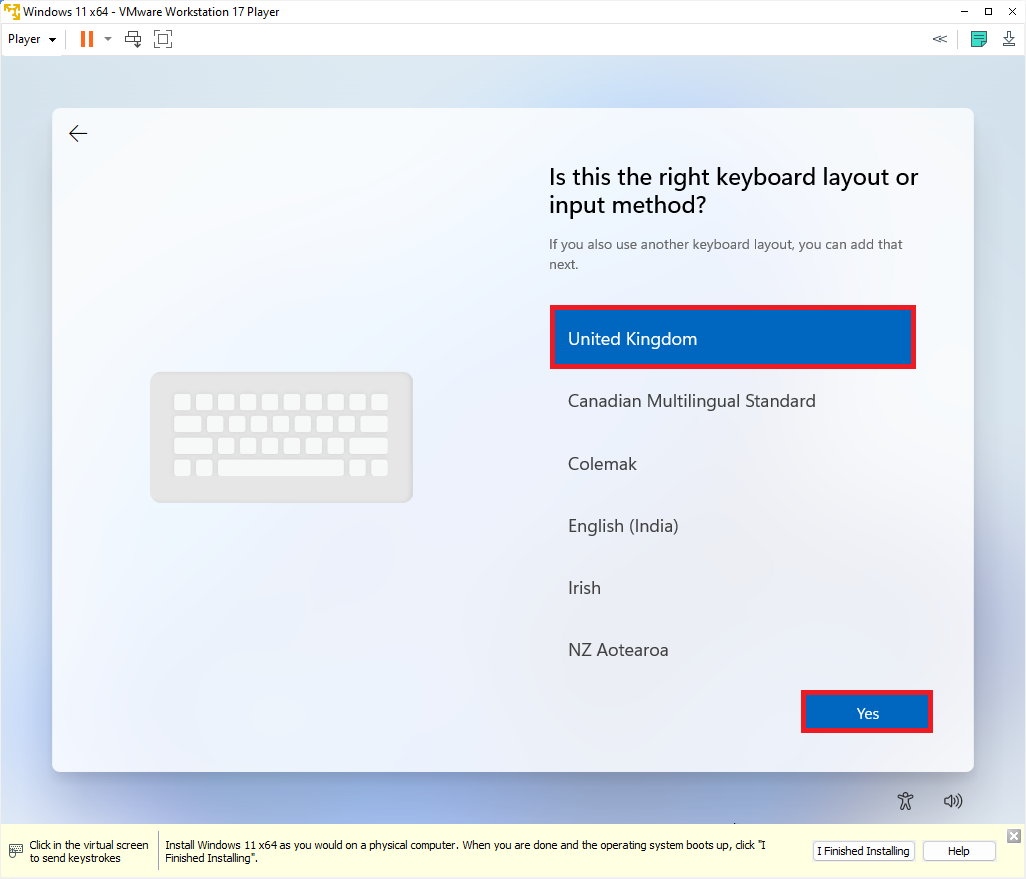 Windows 11 x64 - VMware Workstation 17 Player
Player
Is this the right keyboard layout or
input method?
If you also use another keyboard layout, you can add that
next.
United Kingdom
Canadian Multilingual Standard
Colemak
English (India)
Irish
NZ Aotearoa
Yes
Click in the virtual screen
to send keystrokes
Install Windows 11 x64 as you would on a physical computer. When you are done and the operating system boots up, click "I
Finished Installing".
I Finished Installing
Help